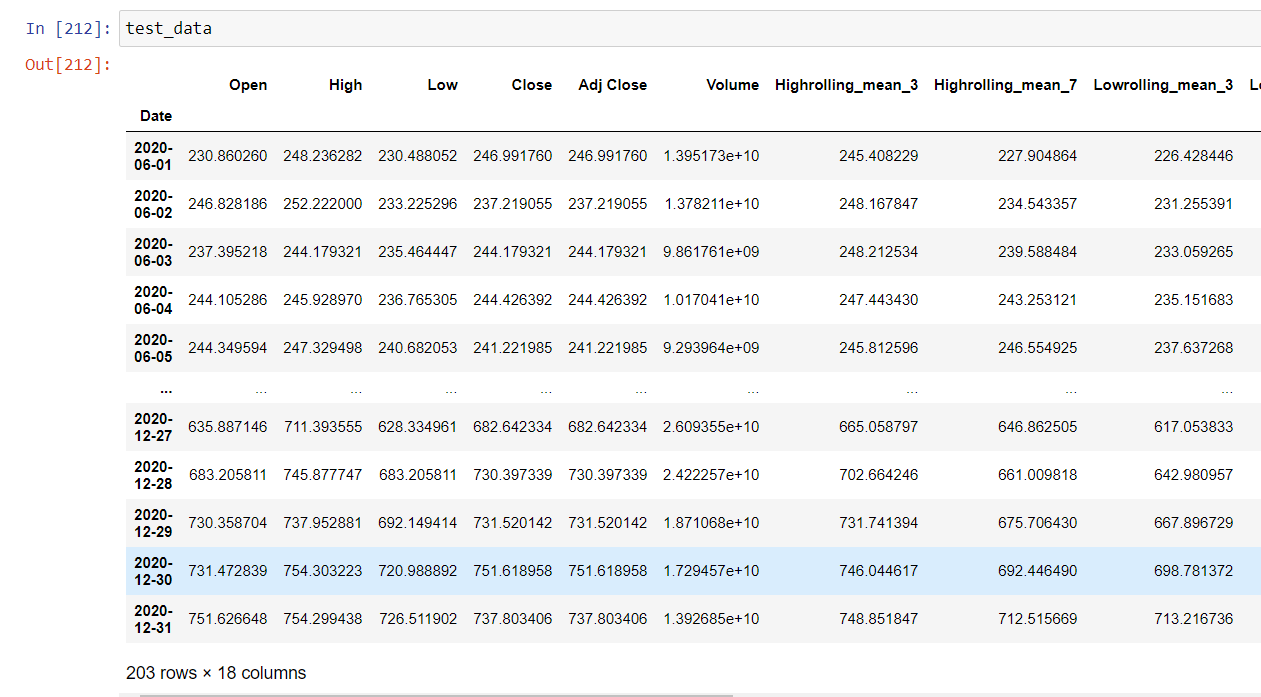 In [212]: test_data
Out[212]:
Open High Low Close Adj Close Volume Highrolling_mean_3 Highrolling_mean_7 Lowrolling_mean_3
Date
2020-06-01 230.860260 248.236282 230.488052 246.991760 246.991760 1.395173e+10 245.408229 227.904864 226.428446
2020-06-02 246.828186 252.222000 233.225296 237.219055 237.219055 1.378211e+10 248.167847 234.543357 231.255391
2020-06-03 237.395218 244.179321 235.464447 244.179321 244.179321 9.861761e+09 248.212534 239.588484 233.059265
2020-06-04 244.105286 245.928970 236.765305 244.426392 244.426392 1.017041e+10 247.443430 243.253121 235.151683
2020-06-05 244.349594 247.329498 240.682053 241.221985 241.221985 9.293964e+09 245.812596 246.554925 237.637268
... ... ... ... ... ... ... ... ... ...
2020-12-27 635.887146 711.393555 628.334961 682.642334 682.642334 2.609355e+10 665.058797 646.862505 617.053833
2020-12-28 683.205811 745.877747 683.205811 730.397339 730.397339 2.422257e+10 702.664246 661.009818 642.980957
2020-12-29 730.358704 737.952881 692.149414 731.520142 731.520142 1.871068e+10 731.741394 675.706430 667.896729
2020-12-30 731.472839 754.303223 720.988892 751.618958 751.618958 1.729457e+10 746.044617 692.446490 698.781372
2020-12-31 751.626648 754.299438 726.511902 737.803406 737.803406 1.392685e+10 748.851847 712.515669 713.216736
203 rows × 18 columns